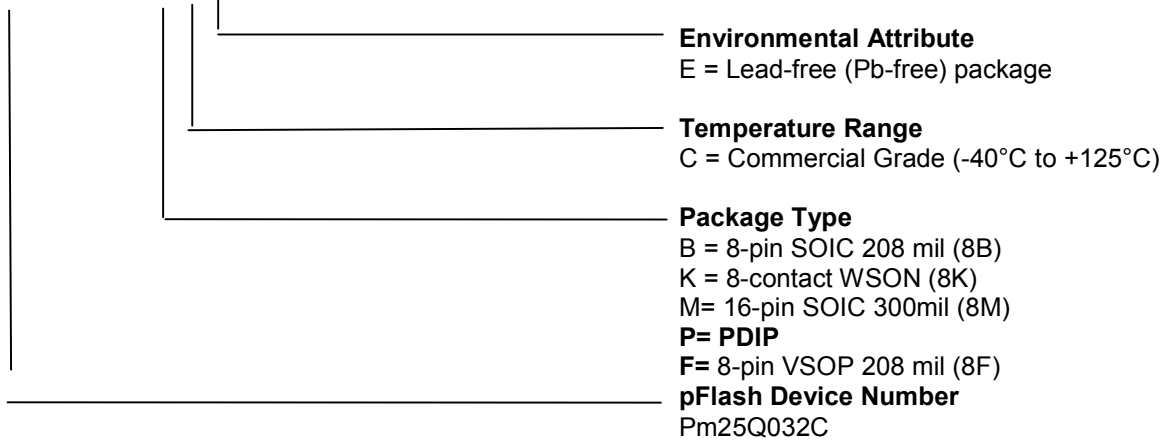 Environmental Attribute
E = Lead-free (Pb-free) package
Temperature Range
C = Commercial Grade (-40°C to +125°C)
Package Type
B = 8-pin SOIC 208 mil (8B)
K = 8-contact WSON (8K)
M= 16-pin SOIC 300mil (8M)
P= PDIP
F= 8-pin VSOP 208 mil (8F)
pFlash Device Number
Pm25Q032C